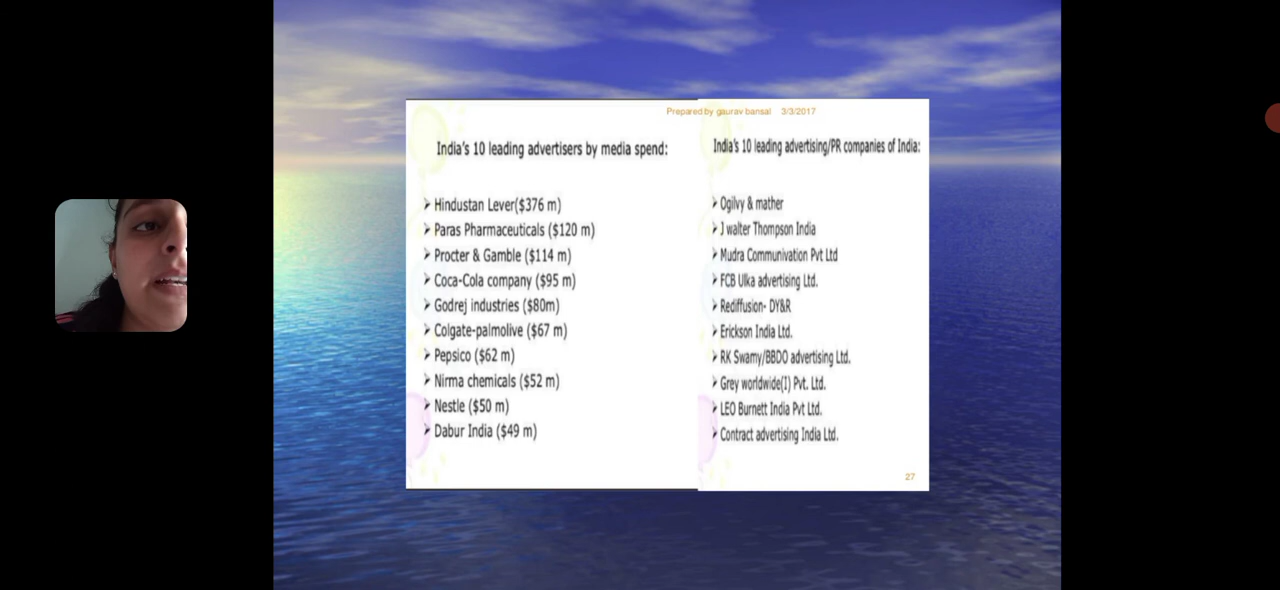 Prepared by gaurav bansal 3/3/2017
India's 10 leading advertisers by media spend:
Hindustan Lever($376 m)
Paras Pharmaceuticals ($120 m)
Procter & Gamble ($114 m)
Coca-Cola company ($95 m)
Godrej industries ($80m)
Colgate-palmolive ($67 m)
Pepsico ($62 m)
Nirma chemicals ($52 m)
Nestle ($50 m)
Dabur India ($49 m)
India's 10 leading advertising/PR companies of India:
Ogilvy & mather
J walter Thompson India
Mudra Communivation Pvt Ltd
FCB Ulka advertising Ltd.
Rediffusion- DY&R
Erickson India Ltd.
RK Swamy/BBDO advertising Ltd.
Grey worldwide(I) Pvt. Ltd.
LEO Burnett India Pvt Ltd.
Contract advertising India Ltd.
27